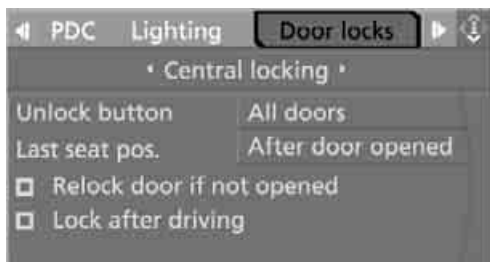 PDC Lighting Door locks
• Central locking •
Unlock button All doors
Last seat pos. After door opened
Relock door if not opened
Lock after driving